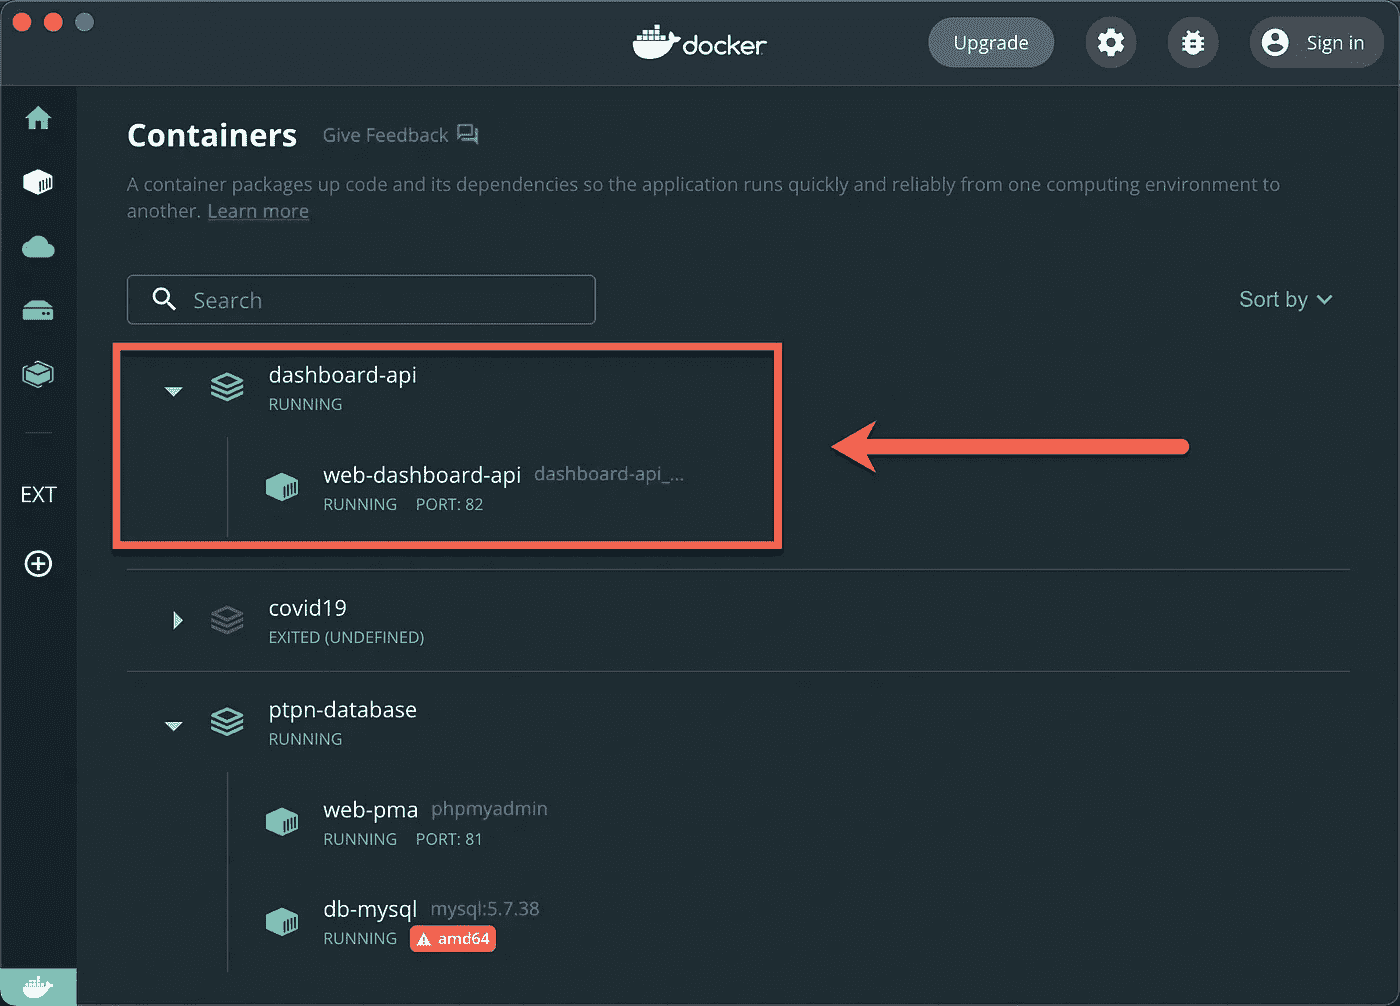 docker
Upgrade
Sign in
Containers Give Feedback
A container packages up code and its dependencies so the application runs quickly and reliably from one computing environment to
another. Learn more
Search
Sort by
dashboard-api
RUNNING
web-dashboard-api dashboard-api_...
RUNNING PORT: 82
EXT
covid19
EXITED (UNDEFINED)
ptpn-database
RUNNING
web-pma phpmyadmin
RUNNING PORT: 81
db-mysql mysql:5.7.38
RUNNING amd64